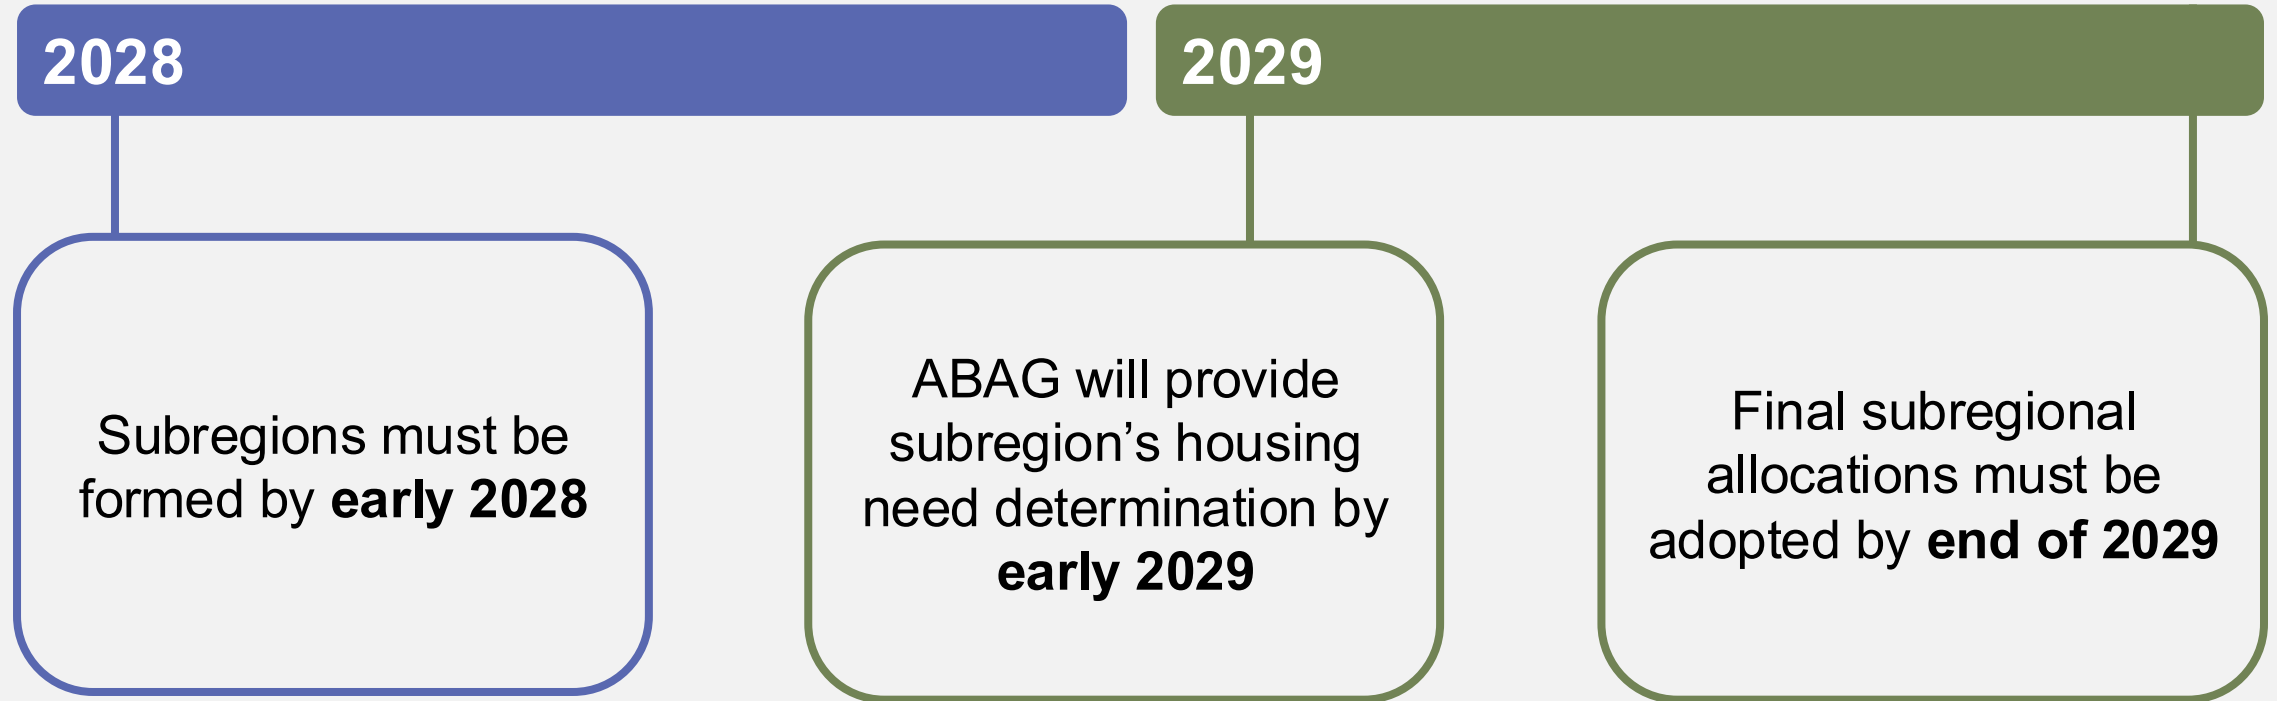 2028
2029
Subregions must be
formed by early 2028
ABAG will provide
subregion’s housing
need determination by
early 2029
Final subregional
allocations must be
adopted by end of 2029